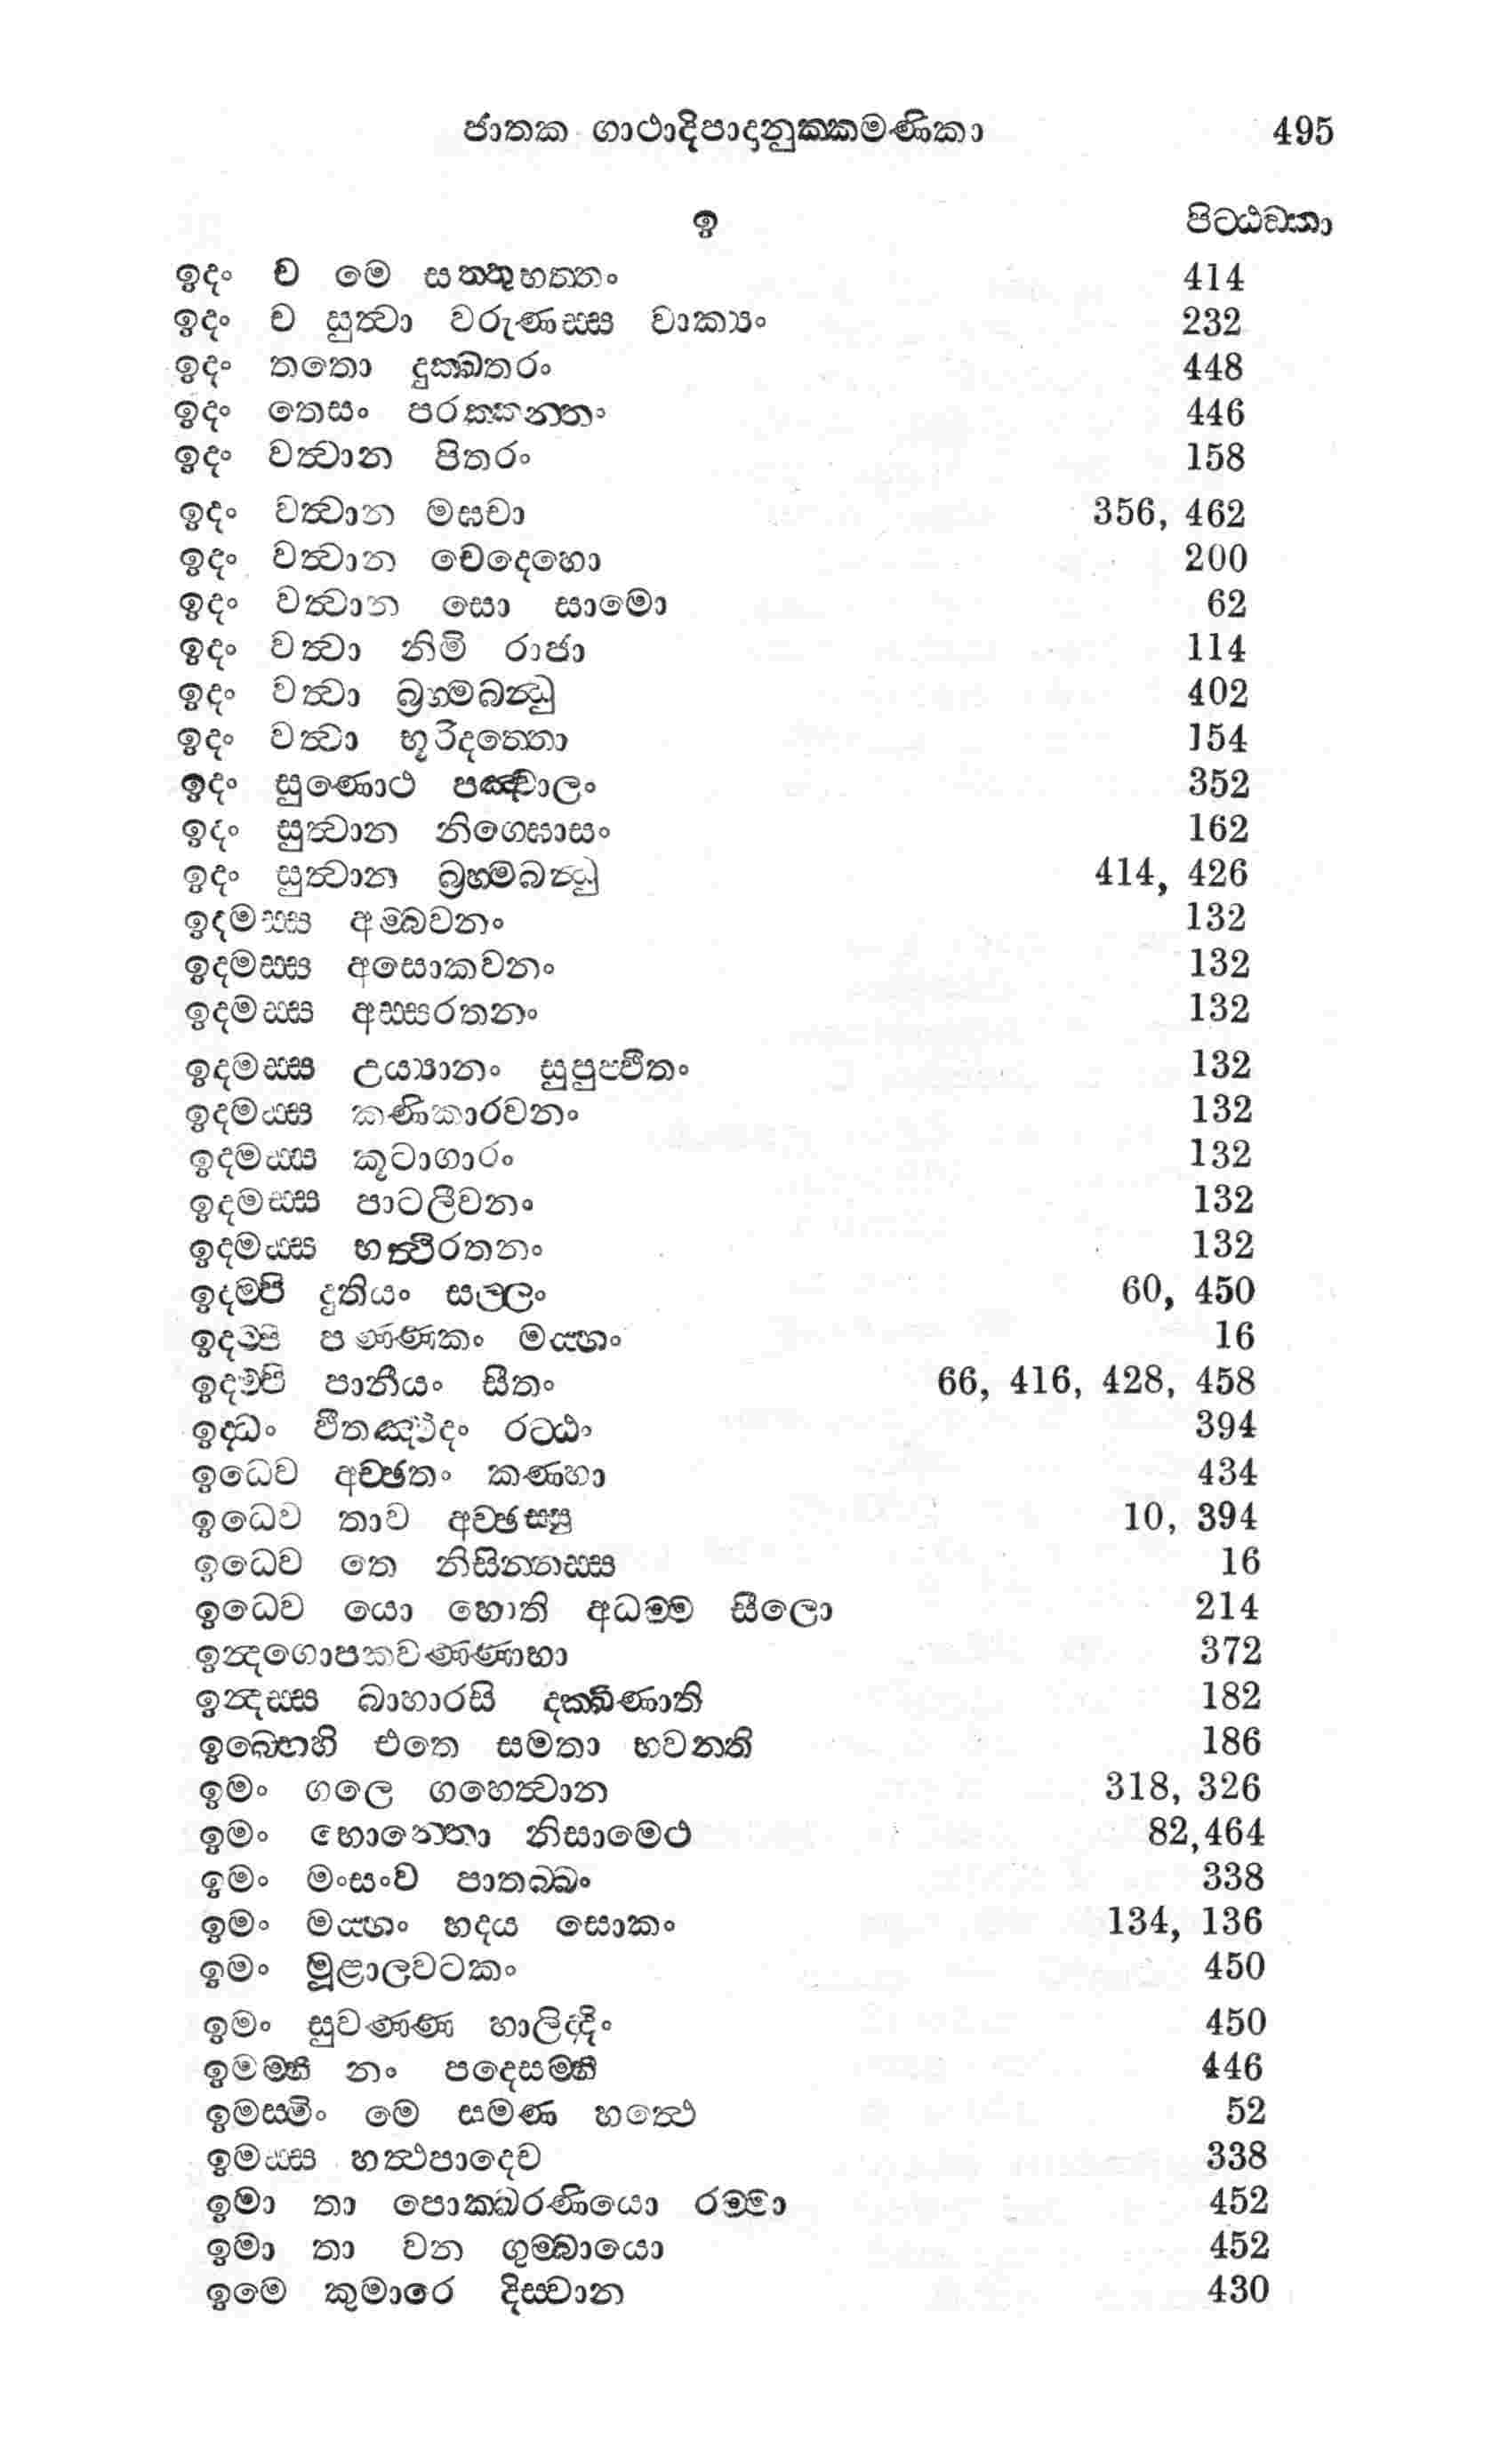 ජාතක ගාථාදිපාදානුක්කමණිකා 495
ඉ පිට්ඨඞ්කා
ඉදං ච මෙ සත්තුභත්තං 414
ඉදං ච සුත්වා වරුණස්ස වාක්‍යං 232
ඉදං තතො දුක්ඛතරං 448
ඉදං තෙසං පරක්කන්තං 446
ඉදං වත්වාන පිතරං 158
ඉදං වත්වාන මඝවා 356, 462
ඉදං වත්වාන වෙදෙහො 200
ඉදං වත්වාන සො සාමො 62
ඉදං වත්වා නිමි රාජා 114
ඉදං වත්වා බ්‍රහ්මබන්ධු 402
ඉදං වත්වා භූරිදත්තො 154
ඉදං සුණොථ පඤ්චාලං 352
ඉදං සුත්වාන නිග්ඝොසං 162
ඉදං සුත්වාන බ්‍රහ්මබන්ධු 414, 426
ඉදමස්ස අම්බවනං 132
ඉදමස්ස අසොකවනං 132
ඉදමස්ස අස්සරතනං 132
ඉදමස්ස උය්‍යානං සුපුප්ඵිතං 132
ඉදමස්ස කණිකාරවනං 132
ඉදමස්ස කූටාගාරං 132
ඉදමස්ස පාටලීවනං 132
ඉදමස්ස හත්ථිරතනං 132
ඉදම්පි දුතියං සල්ලං 60, 450
ඉදම්පි පණ්ණකං මය්හං 16
ඉදම්පි පානීයං සීතං 66, 416, 428, 458
ඉද්ධං ඵීතඤ්චිදං රට්ඨං 394
ඉධෙව අච්ඡතං කණ්හා 434
ඉධෙව තාව අච්ඡස්සු 10, 394
ඉධෙව තෙ නිසින්නස්ස 16
ඉධෙව යො හොති අධම්ම සීලො 214
ඉන්දගොපකවණ්ණාභා 372
ඉන්දස්ස බාහාරසි දක්ඛිණාති 182
ඉබ්භෙහි එතෙ සමතා භවන්ති 186
ඉමං ගලෙ ගහෙත්වාන 318, 326
ඉමං භොන්තො නිසාමෙථ 82,464
ඉමං මංසංව පාතබ්බං 338
ඉමං මය්හං හදය සොකං 134, 136
ඉමං මූළාලවටකං 450
ඉමං සුවණ්ණ හාලිද්දිං 450
ඉමම්හි නං පදෙසම්හි 446
ඉමස්මිං මෙ සමණ හත්ථෙ 52
ඉමස්ස හත්ථපාදෙච 338
ඉමා තා පොක්ඛරණියො රම්මා 452
ඉමා තා වන ගුම්බායො 452
ඉමෙ කුමාරෙ දිස්වාන 430